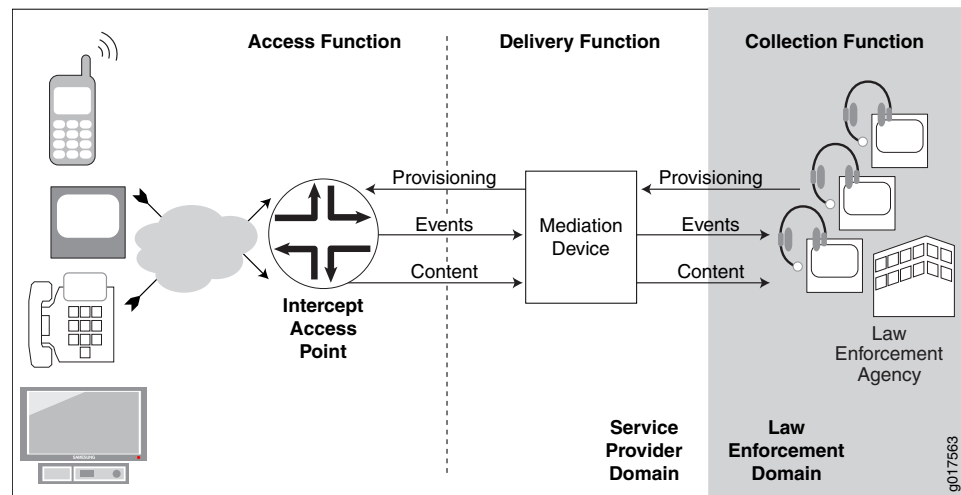 Access Function
Delivery Function
Collection Function
Provisioning
Events
Content
Mediation
Device
Provisioning
Events
Content
Intercept
Access
Point
Law
Enforcement
Agency
SAMSUNG
Service
Provider
Domain
Law
Enforcement
Domain
g017563